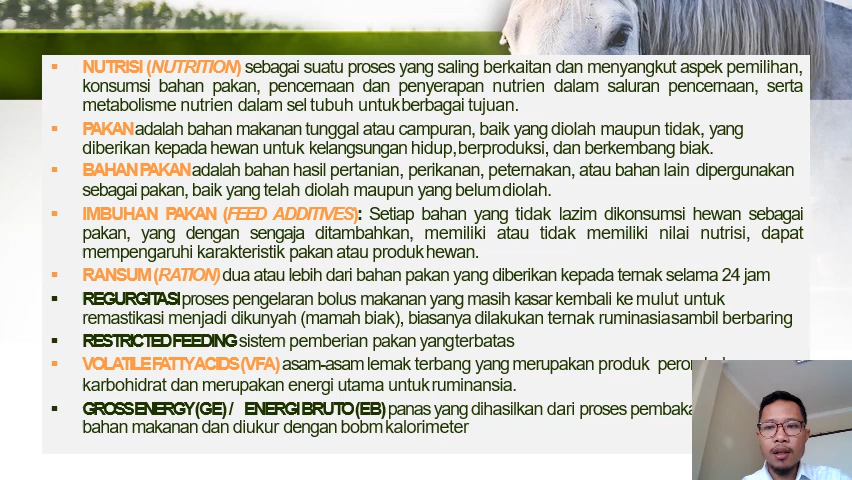 ▪ NUTRISI (NUTRITION) sebagai suatu proses yang saling berkaitan dan menyangkut aspek pemilihan,
konsumsi bahan pakan, pencernaan dan penyerapan nutrien dalam saluran pencernaan, serta
metabolisme nutrien dalam sel tubuh untuk berbagai tujuan.
▪ PAKAN adalah bahan makanan tunggal atau campuran, baik yang diolah maupun tidak, yang
diberikan kepada hewan untuk kelangsungan hidup, berproduksi, dan berkembang biak.
▪ BAHAN PAKAN adalah bahan hasil pertanian, perikanan, peternakan, atau bahan lain dipergunakan
sebagai pakan, baik yang telah diolah maupun yang belum diolah.
▪ IMBUHAN PAKAN (FEED ADDITIVES): Setiap bahan yang tidak lazim dikonsumsi hewan sebagai
pakan, yang dengan sengaja ditambahkan, memiliki atau tidak memiliki nilai nutrisi, dapat
mempengaruhi karakteristik pakan atau produk hewan.
▪ RANSUM (RATION) dua atau lebih dari bahan pakan yang diberikan kepada ternak selama 24 jam
▪ REGURGITASI proses pengelaran bolus makanan yang masih kasar kembali ke mulut untuk
remastikasi menjadi dikunyah (mamah biak), biasanya dilakukan ternak ruminasia sambil berbaring
▪ RESTRICTED FEEDING sistem pemberian pakan yang terbatas
▪ VOLATILE FATTY ACIDS (VFA) asam-asam lemak terbang yang merupakan produk
karbohidrat dan merupakan energi utama untuk ruminansia.
▪ GROSS ENERGY (GE) / ENERGI BRUTO (EB) panas yang dihasilkan dari proses
bahan makanan dan diukur dengan bobm kalorimeter